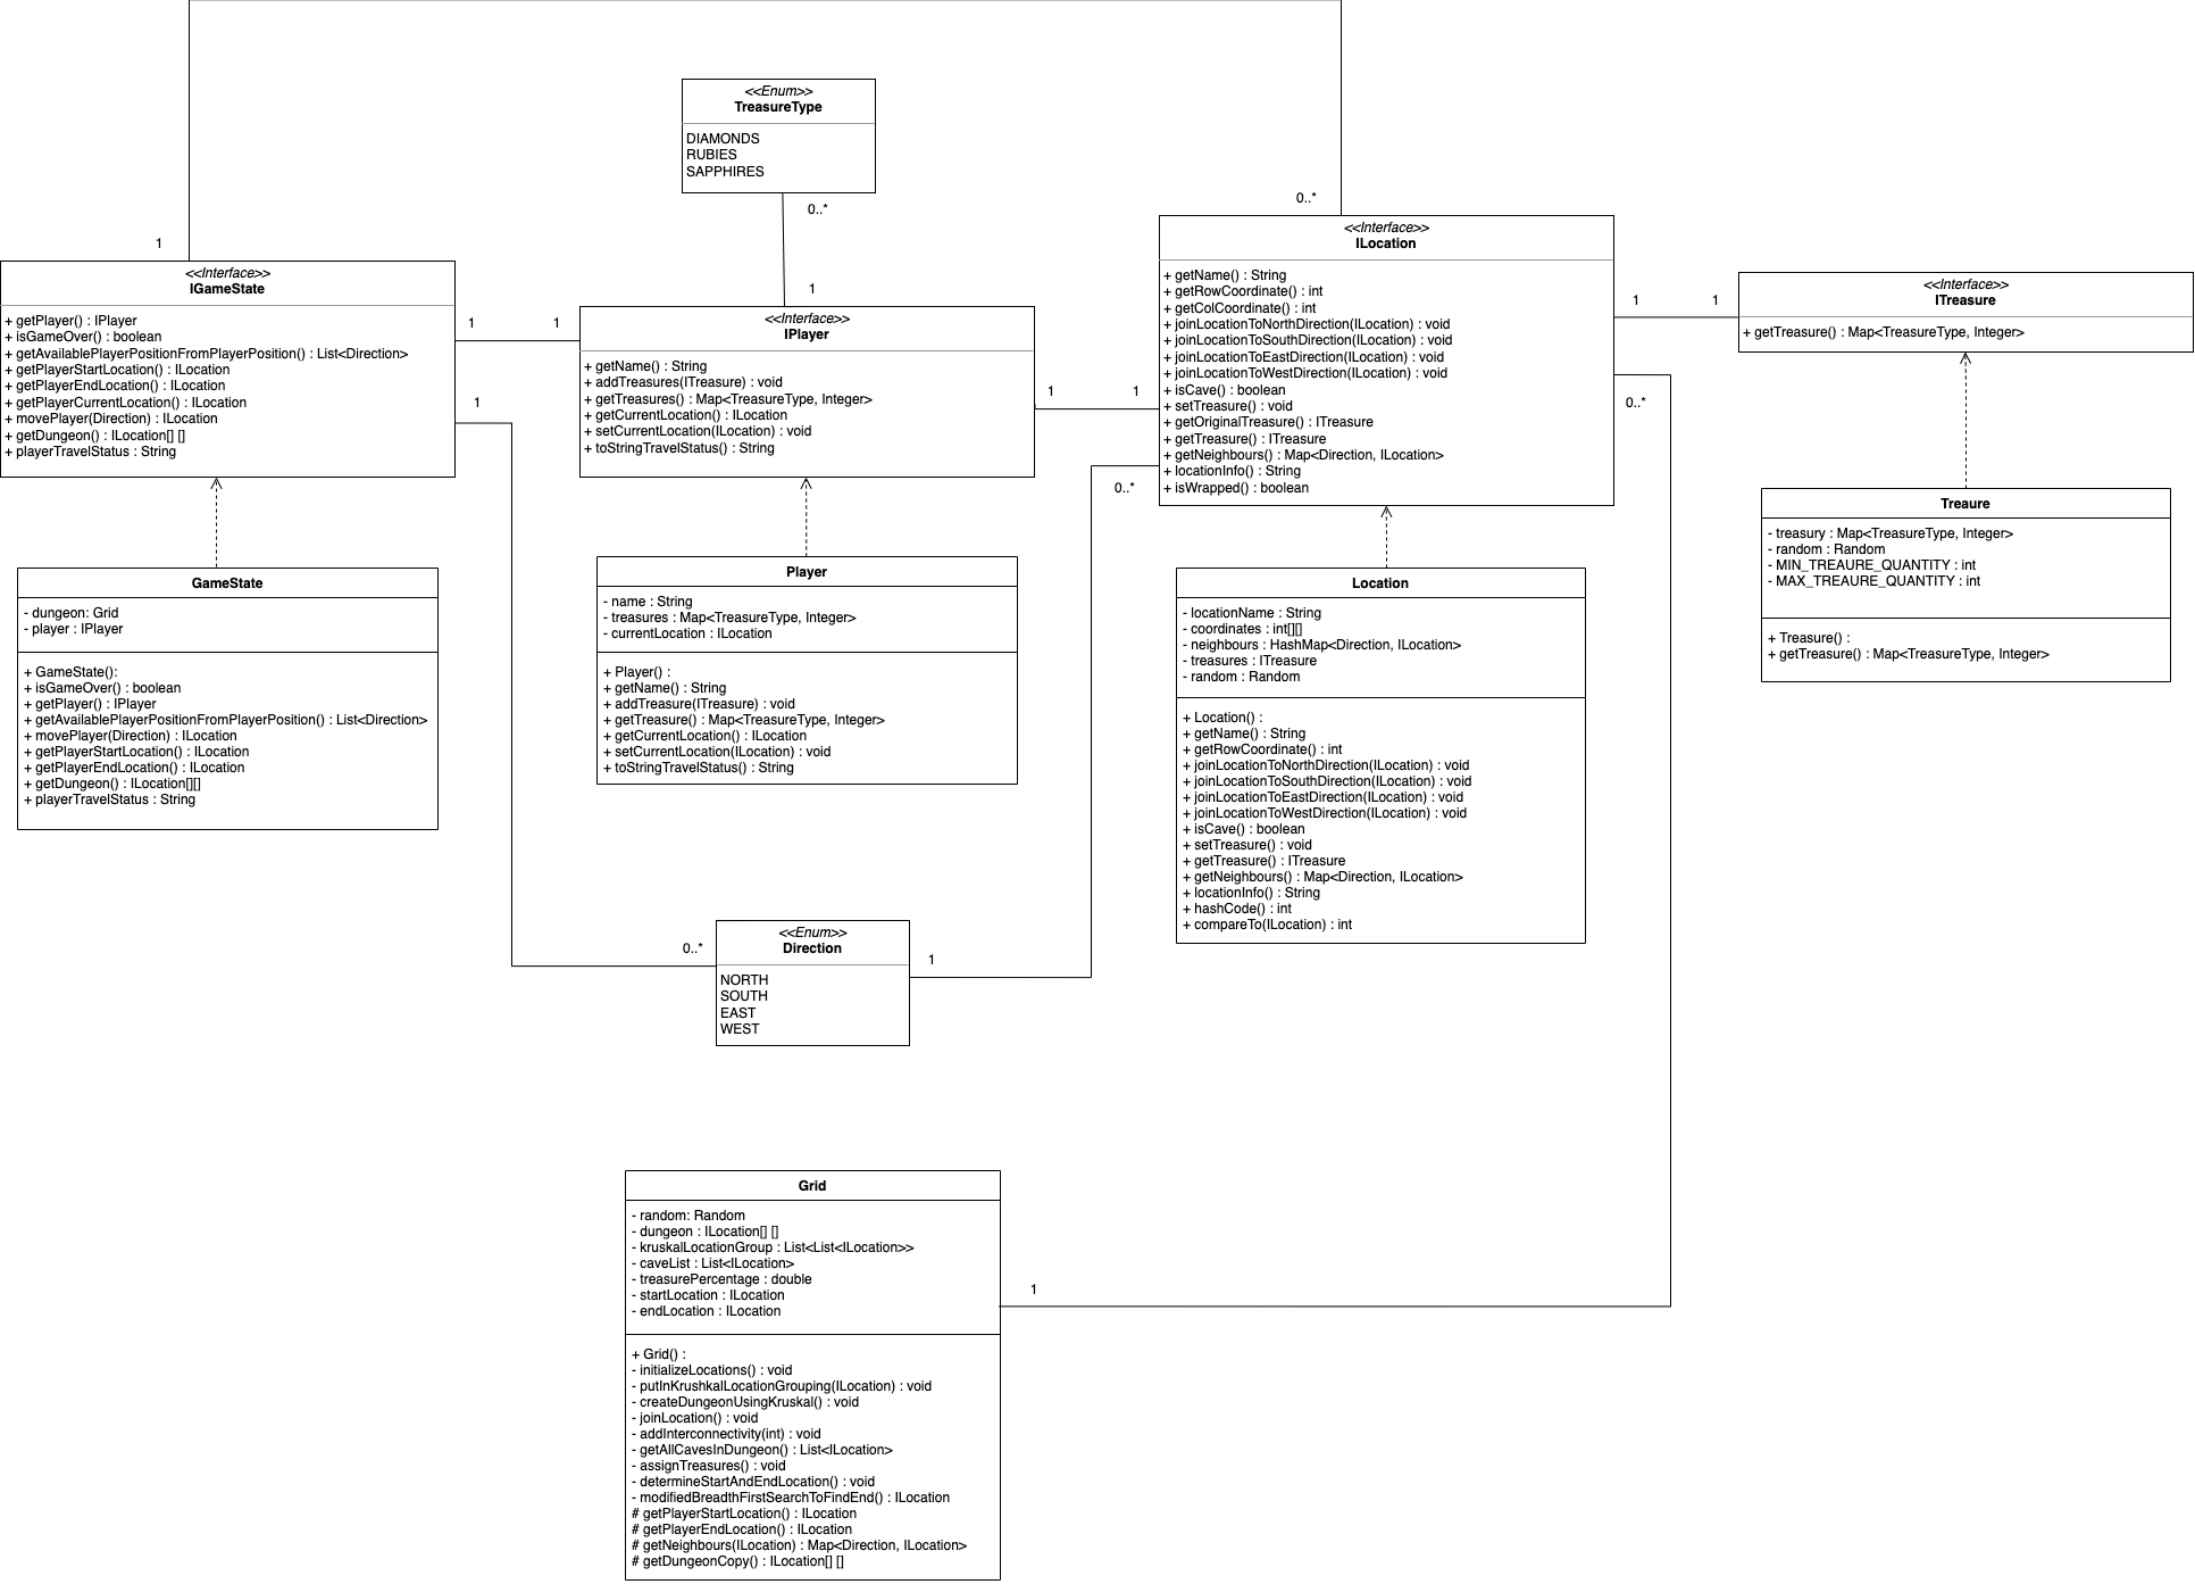 <<Enum>>
TreasureType
DIAMONDS
RUBIES
SAPPHIRES
0..*
1
1
<<Interface>>
IGameState
+ getPlayer() : IPlayer
+ isGameOver() : boolean
+ getAvailablePlayerPositionFromPlayerPosition() : List<Direction>
+ getPlayerStartLocation() : ILocation
+ getPlayerEndLocation() : ILocation
+ getPlayerCurrentLocation() : ILocation
+ movePlayer(Direction) : ILocation
+ getDungeon() : ILocation[] []
+ playerTravelStatus : String
1
1
1
<<Interface>>
IPlayer
+ getName() : String
+ addTreasures(ITreasure) : void
+ getTreasures() : Map<TreasureType, Integer>
+ getCurrentLocation() : ILocation
+ setCurrentLocation(ILocation) : void
+ toStringTravelStatus() : String
1
1
0..*
0..*
<<Interface>>
ILocation
+ getName() : String
+ getRowCoordinate() : int
+ getColCoordinate() : int
+ joinLocationToNorthDirection(ILocation) : void
+ joinLocationToSouthDirection(ILocation) : void
+ joinLocationToEastDirection(ILocation) : void
+ joinLocationToWestDirection(ILocation) : void
+ isCave() : boolean
+ setTreasure() : void
+ getOriginalTreasure() : ITreasure
+ getTreasure() : ITreasure
+ getNeighbours() : Map<Direction, ILocation>
+ locationInfo() : String
+ isWrapped() : boolean
1
1
0..*
<<Interface>>
ITreasure
+ getTreasure() : Map<TreasureType, Integer>
GameState
- dungeon: Grid
- player : IPlayer
+ GameState():
+ isGameOver() : boolean
+ getPlayer() : IPlayer
+ getAvailablePlayerPositionFromPlayerPosition() : List<Direction>
+ movePlayer(Direction) : ILocation
+ getPlayerStartLocation() : ILocation
+ getPlayerEndLocation() : ILocation
+ getDungeon() : ILocation[][]
+ playerTravelStatus : String
Player
- name : String
- treasures : Map<TreasureType, Integer>
- currentLocation : ILocation
+ Player() :
+ getName() : String
+ addTreasure(ITreasure) : void
+ getTreasure() : Map<TreasureType, Integer>
+ getCurrentLocation() : ILocation
+ setCurrentLocation(ILocation) : void
+ toStringTravelStatus() : String
Location
- locationName : String
- coordinates : int[][]
- neighbours : HashMap<Direction, ILocation>
- treasures : ITreasure
- random : Random
+ Location() :
+ getName() : String
+ getRowCoordinate() : int
+ joinLocationToNorthDirection(ILocation) : void
+ joinLocationToSouthDirection(ILocation) : void
+ joinLocationToEastDirection(ILocation) : void
+ joinLocationToWestDirection(ILocation) : void
+ isCave() : boolean
+ setTreasure() : void
+ getTreasure() : ITreasure
+ getNeighbours() : Map<Direction, ILocation>
+ locationInfo() : String
+ hashCode() : int
+ compareTo(ILocation) : int
Treaure
- treasury : Map<TreasureType, Integer>
- random : Random
- MIN_TREAURE_QUANTITY : int
- MAX_TREAURE_QUANTITY : int
+ Treasure() :
+ getTreasure() : Map<TreasureType, Integer>
0..*
<<Enum>>
Direction
NORTH
SOUTH
EAST
WEST
1
Grid
- random: Random
- dungeon : ILocation[] []
- kruskalLocationGroup : List<List<ILocation>>
- caveList : List<ILocation>
- treasurePercentage : double
- startLocation : ILocation
- endLocation : ILocation
+ Grid() :
- initializeLocations() : void
- putInKrushkalLocationGrouping(ILocation) : void
- createDungeonUsingKruskal() : void
- joinLocation() : void
- addInterconnectivity(int) : void
- getAllCavesInDungeon() : List<ILocation>
- assignTreasures() : void
- determineStartAndEndLocation() : void
- modifiedBreadthFirstSearchToFindEnd() : ILocation
# getPlayerStartLocation() : ILocation
# getPlayerEndLocation() : ILocation
# getNeighbours(ILocation) : Map<Direction, ILocation>
# getDungeonCopy() : ILocation[] []
1